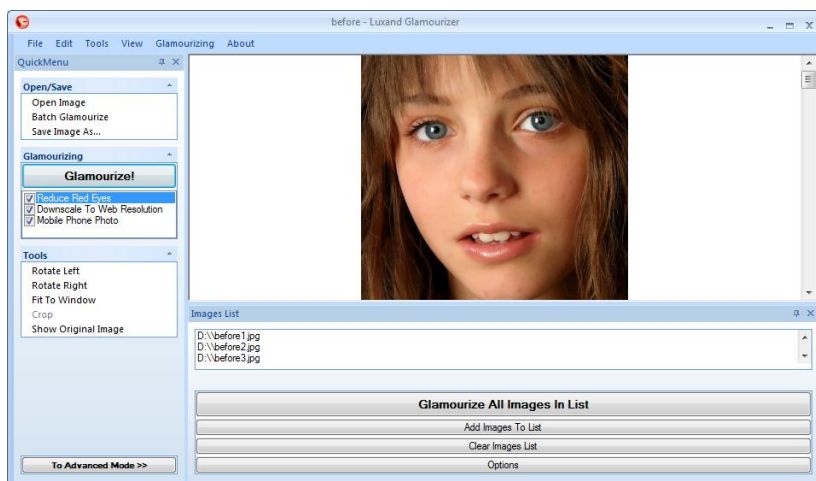 before - Luxand Glamourizer
File Edit Tools View Glamourizing About
QuickMenu
Open/Save
Open Image
Batch Glamourize
Save Image As...
Glamourizing
Glamourize!
Reduce Red Eyes
Downscale To Web Resolution
Mobile Phone Photo
Tools
Rotate Left
Rotate Right
Fit To Window
Crop
Show Original Image
To Advanced Mode >>
Images List
D:\\before1.jpg
D:\\before2.jpg
D:\\before3.jpg
Glamourize All Images In List
Add Images To List
Clear Images List
Options